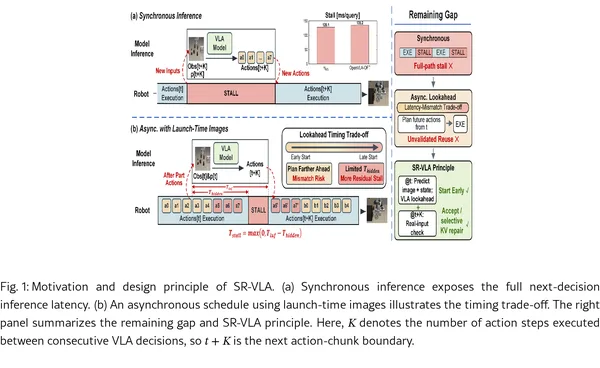 (a) Synchronous Inference
Model
Inference
VLA
Model
Obs[t+K]
p[t+K]
a0
a1
...
a7
Actions[t+K]
New Inputs
New Actions
Stall [ms/query]
OpenVLA-OFT
Robot
Actions[t]
Execution
STALL
Actions[t+K]
Execution
(b) Async. with Launch-Time Images
Model
Inference
VLA
Model
Obs[t]&p[t]
Actions
[t+K]
After Part
Actions
Lookahead Timing Trade-off
Early Start
Late Start
Plan Farther Ahead
Mismatch Risk
Limited Thidden
More Residual Stall
Thidden
Robot
a0 a1 a2 a3 a4 a5 a6 a7
STALL
b0 b1 b2 b3 b4
Actions[t] Execution
Actions[t+K] Execution
Tstall = max(0, Tinf − Thidden)
Remaining Gap
Synchronous
EXE STALL EXE STALL
Full-path stall ✕
Async. Lookahead
Latency-Mismatch Trade-off
Plan future actions
from t
EXE
Unvalidated Reuse ✕
SR-VLA Principle
@t: Predict
image + state;
VLA lookahead
Start Early ✓
@t+K:
Real-input
check
Accept /
selective
KV repair
✓
Fig. 1: Motivation and design principle of SR-VLA. (a) Synchronous inference exposes the full next-decision
inference latency. (b) An asynchronous schedule using launch-time images illustrates the timing trade-off. The right
panel summarizes the remaining gap and SR-VLA principle. Here, K denotes the number of action steps executed
between consecutive VLA decisions, so t + K is the next action-chunk boundary.